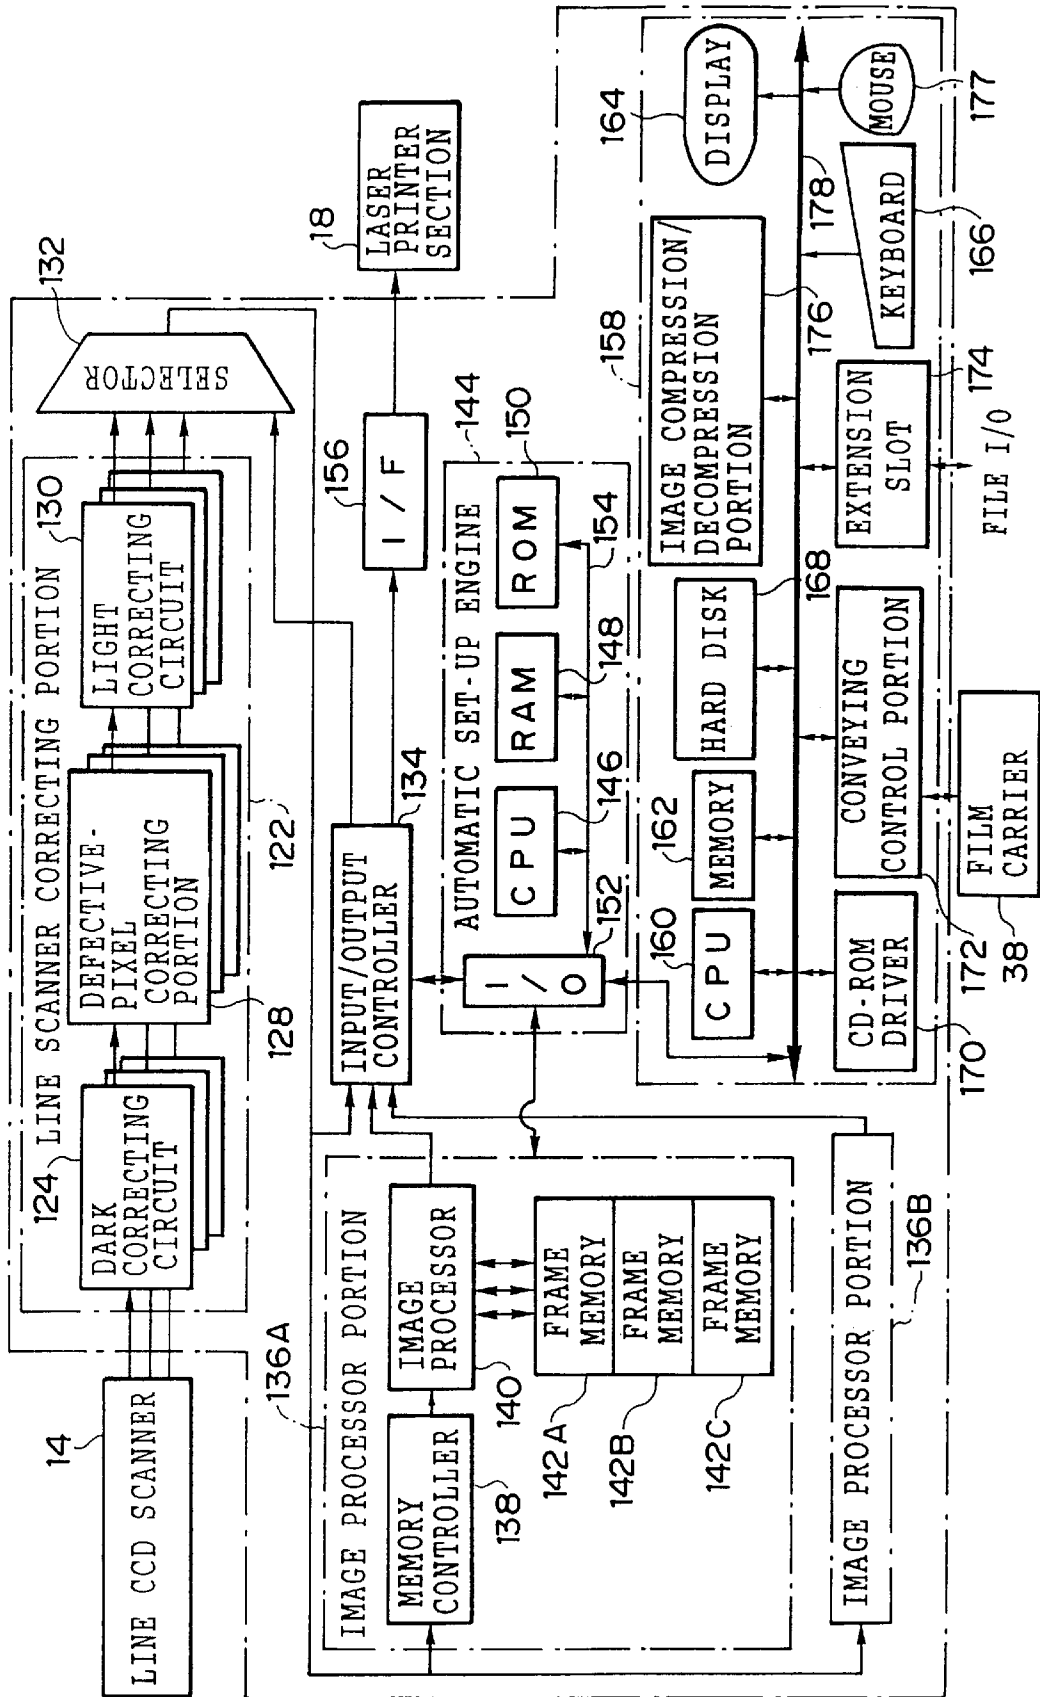 14
LINE CCD SCANNER
LINE SCANNER CORRECTING PORTION
124
DARK
CORRECTING
CIRCUIT
DEFECTIVE-
PIXEL
CORRECTING
PORTION
128
130
LIGHT
CORRECTING
CIRCUIT
122
132
SELECTOR
18
LASER
PRINTER
SECTION
156
I/F
134
INPUT/OUTPUT
CONTROLLER
136A
IMAGE PROCESSOR PORTION
MEMORY
CONTROLLER
138
IMAGE
PROCESSOR
140
FRAME
MEMORY
142A
FRAME
MEMORY
142B
FRAME
MEMORY
142C
IMAGE PROCESSOR PORTION
136B
144
AUTOMATIC SET-UP ENGINE
I/O
152
CPU
146
RAM
148
ROM
150
154
158
160
CPU
162
MEMORY
HARD DISK
168
IMAGE COMPRESSION/
DECOMPRESSION
PORTION
176
164
DISPLAY
178
CD-ROM
DRIVER
170
CONVEYING
CONTROL PORTION
172
EXTENSION
SLOT
174
KEYBOARD
166
MOUSE
177
FILM
CARRIER
38
FILE I/O